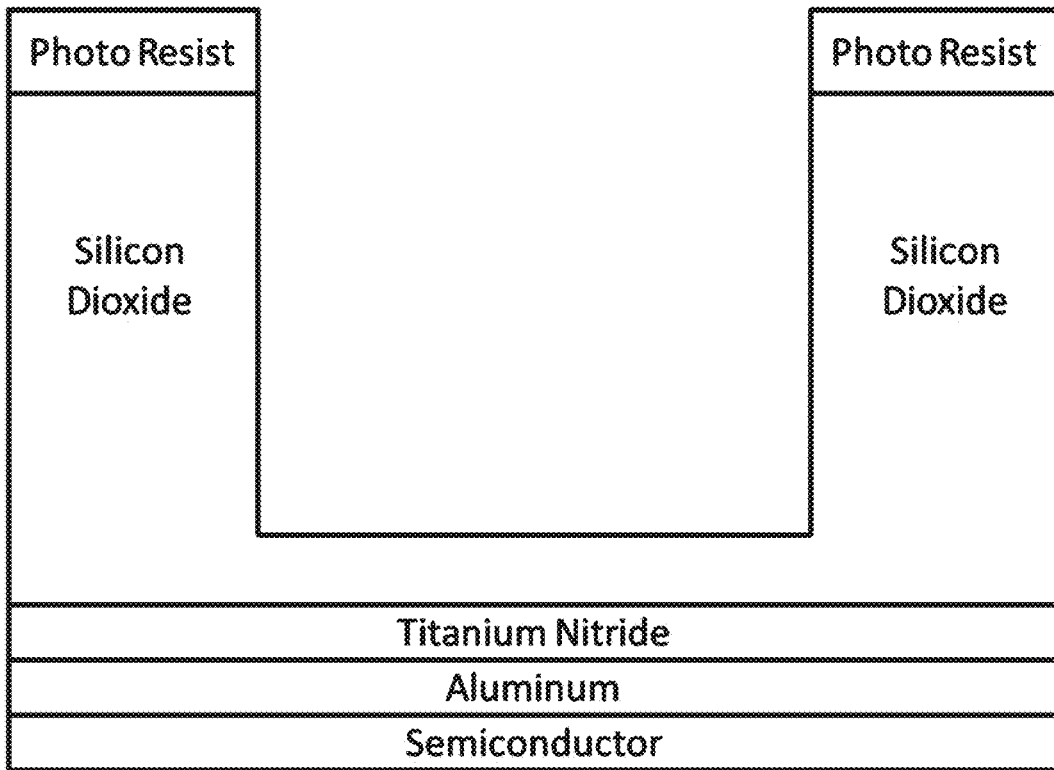 Photo Resist
Photo Resist
Silicon
Dioxide
Silicon
Dioxide
Titanium Nitride
Aluminum
Semiconductor